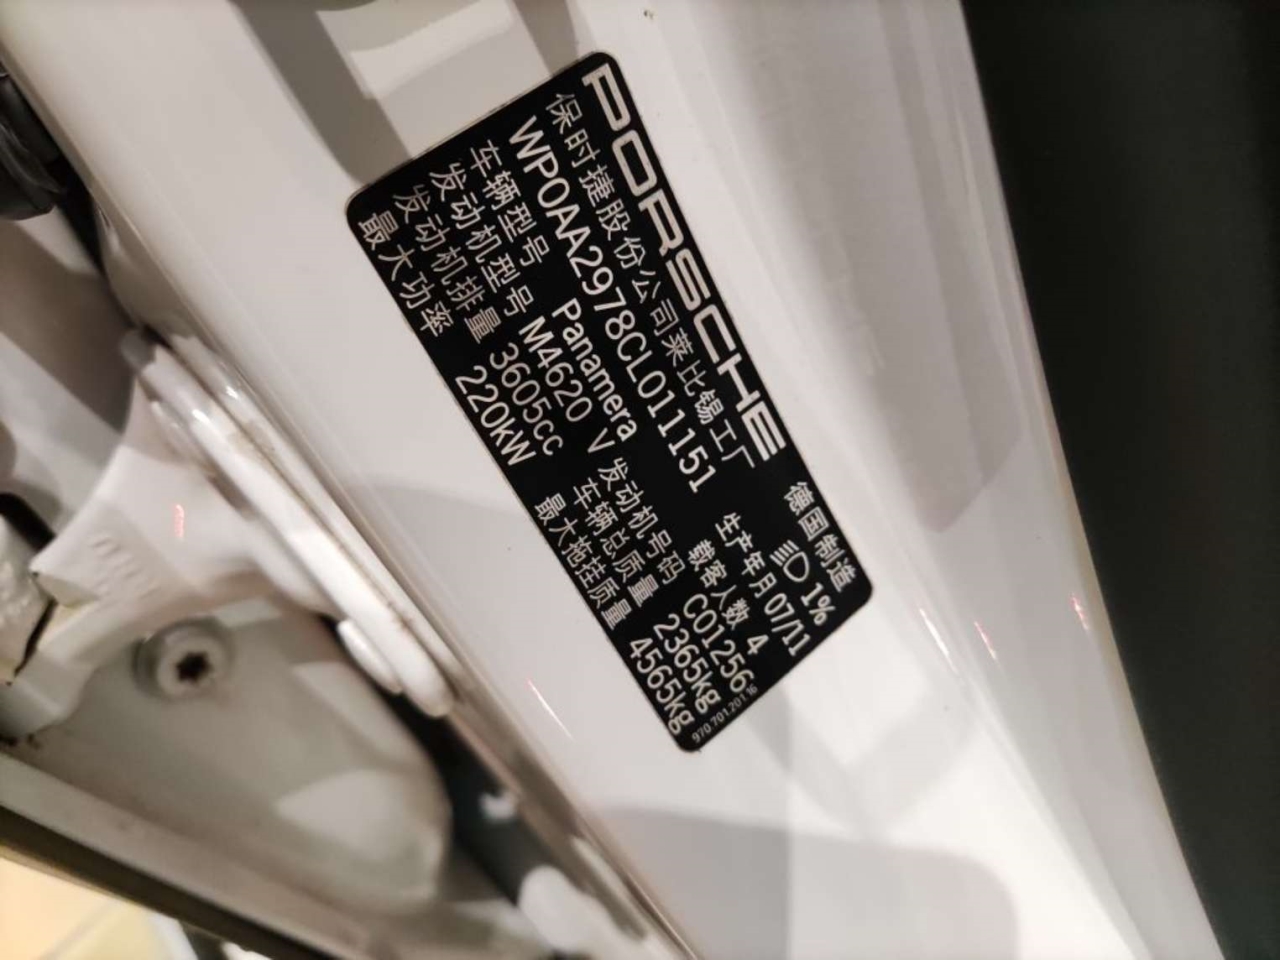 PORSCHE
保时捷股份公司莱比锡工厂 德国制造
WP0AA2978CL011151 1%
车辆型号 Panamera 生产年月 07/11
发动机型号 M4620 V 载客人数 4
发动机排量 3605cc 发动机号码 C01256
最大功率 220kW 车辆总质量 2365kg
最大拖挂质量 4565kg
970.701.201.16